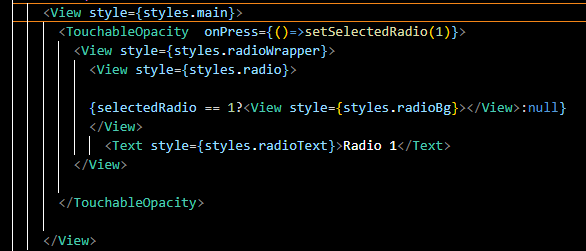 <View style={styles.main}>
<TouchableOpacity  onPress={()=>setSelectedRadio(1)}>
<View style={styles.radioWrapper}>
<View style={styles.radio}>
{selectedRadio == 1?<View style={styles.radioBg}></View>:null}
</View>
<Text style={styles.radioText}>Radio 1</Text>
</View>
</TouchableOpacity>
</View>